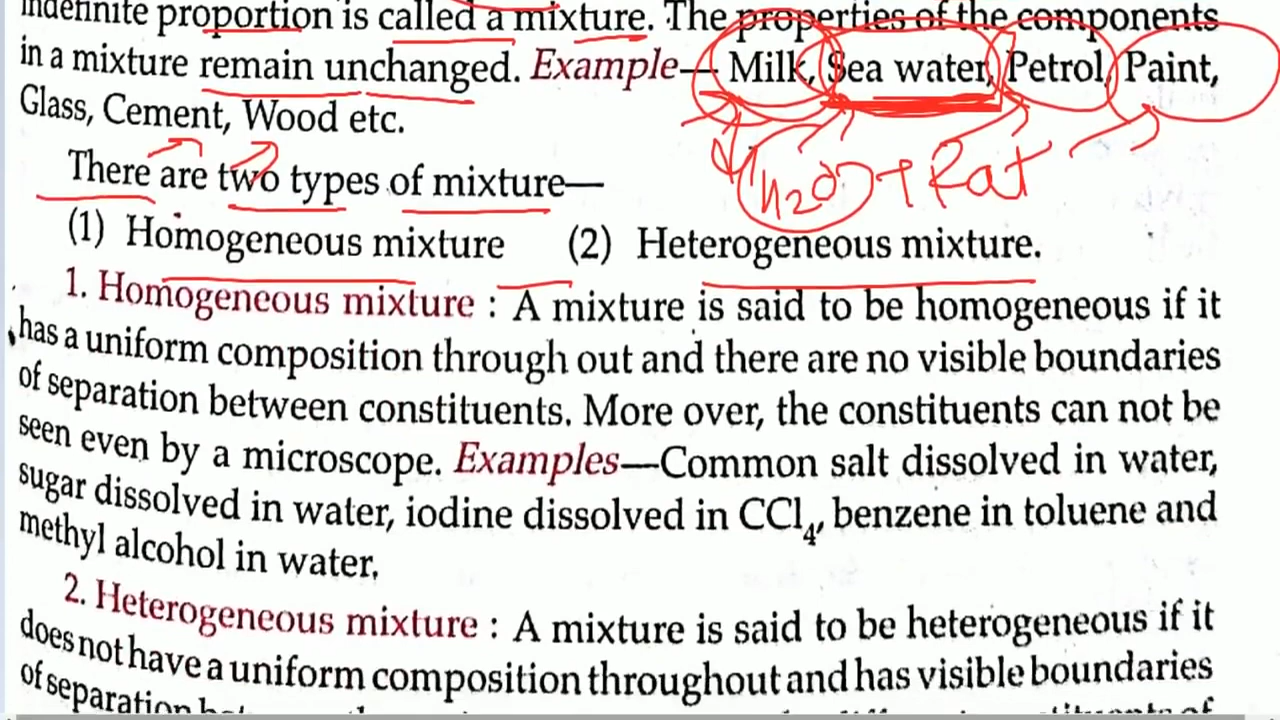 indefinite proportion is called a mixture. The properties of the components
in a mixture remain unchanged. Example— Milk, Sea water, Petrol, Paint,
Glass, Cement, Wood etc.
H2O + Fat
There are two types of mixture—
(1) Homogeneous mixture (2) Heterogeneous mixture.
1. Homogeneous mixture : A mixture is said to be homogeneous if it
has a uniform composition through out and there are no visible boundaries
of separation between constituents. More over, the constituents can not be
seen even by a microscope. Examples—Common salt dissolved in water,
sugar dissolved in water, iodine dissolved in CCl₄, benzene in toluene and
methyl alcohol in water.
2. Heterogeneous mixture : A mixture is said to be heterogeneous if it
does not have a uniform composition throughout and has visible boundaries
of separation